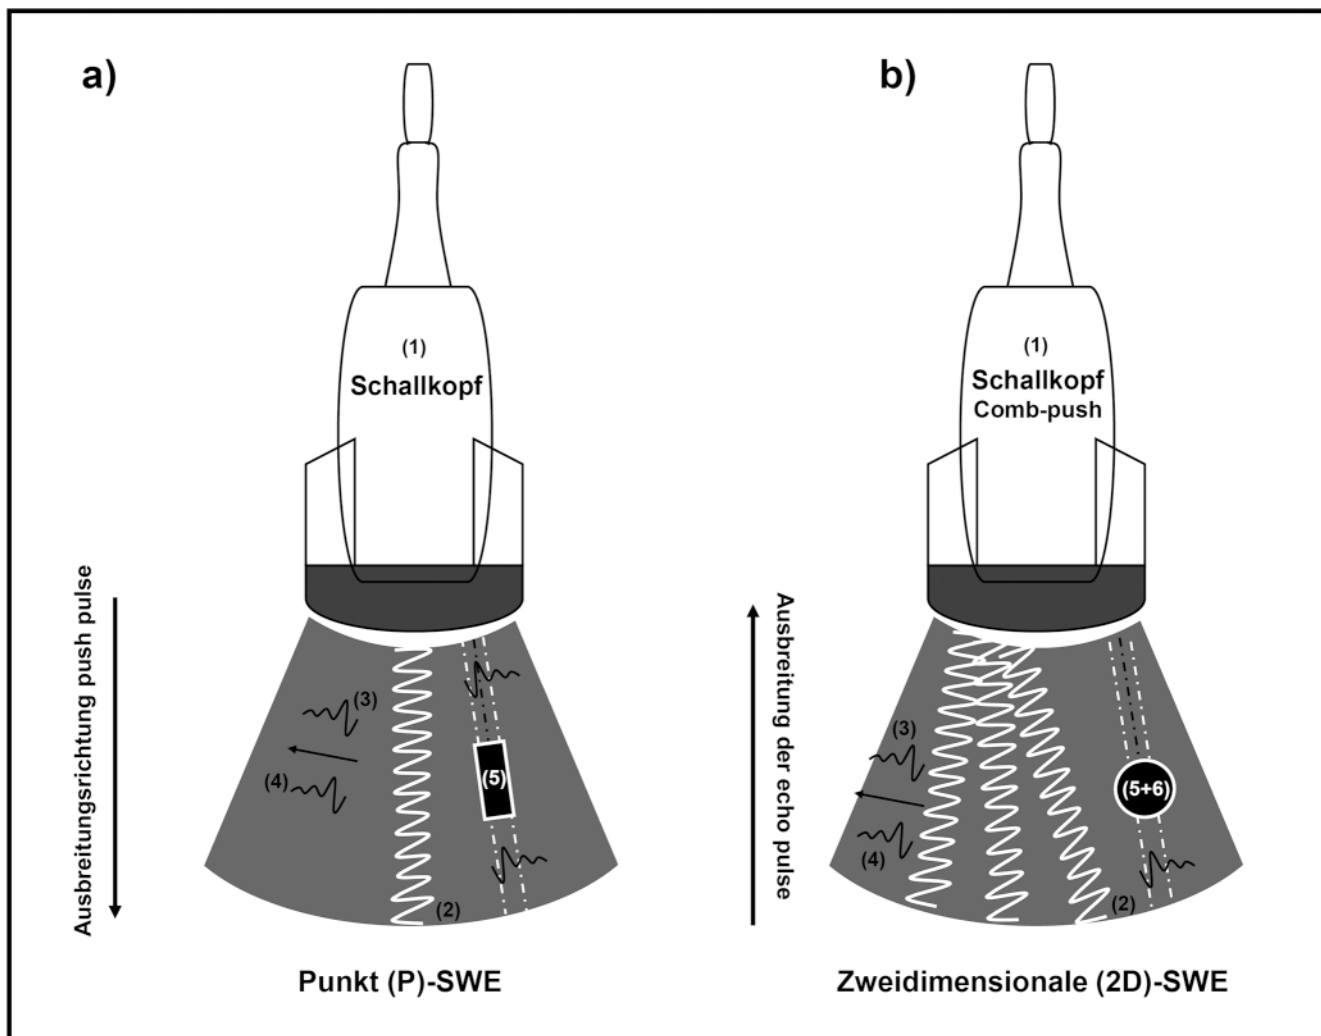 a)
(1)
Schallkopf
Ausbreitungsrichtung push pulse
(3)
(4)
(5)
(2)
Punkt (P)-SWE
b)
(1)
Schallkopf
Comb-push
Ausbreitung der echo pulse
(3)
(4)
(5+6)
(2)
Zweidimensionale (2D)-SWE